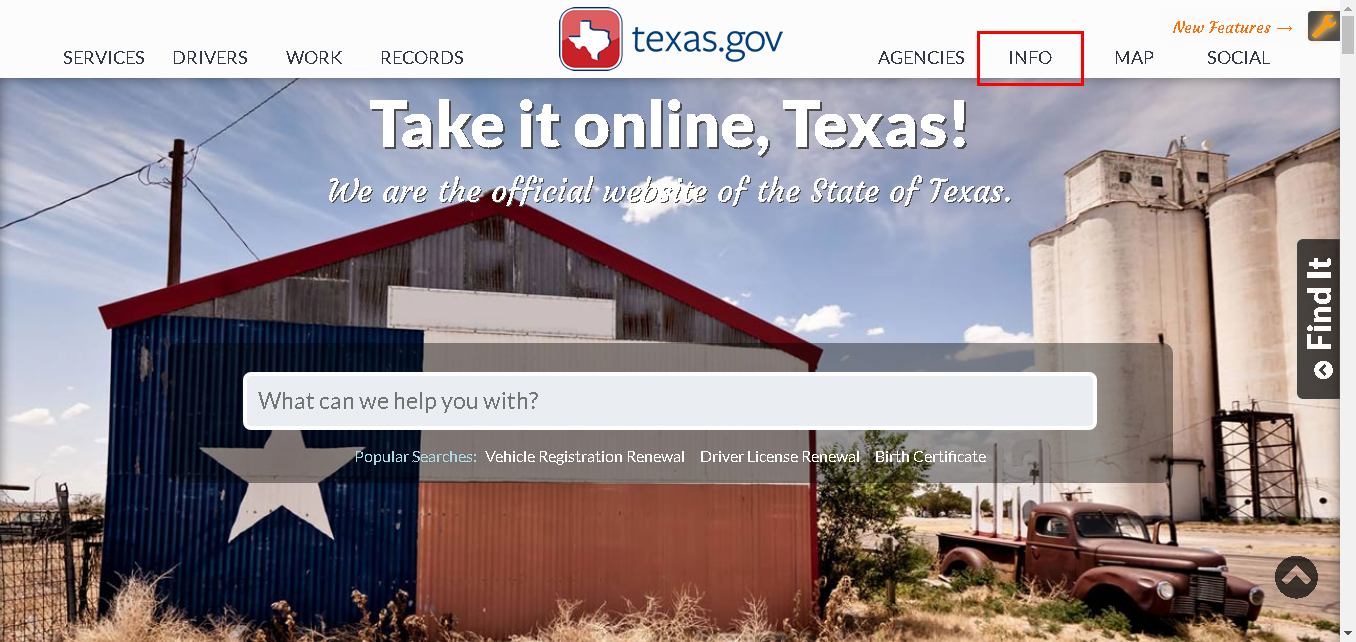 New Features →
SERVICES DRIVERS WORK RECORDS texas.gov AGENCIES INFO MAP SOCIAL
Take it online, Texas!
We are the official website of the State of Texas.
Find It
What can we help you with?
Popular Searches: Vehicle Registration Renewal Driver License Renewal Birth Certificate